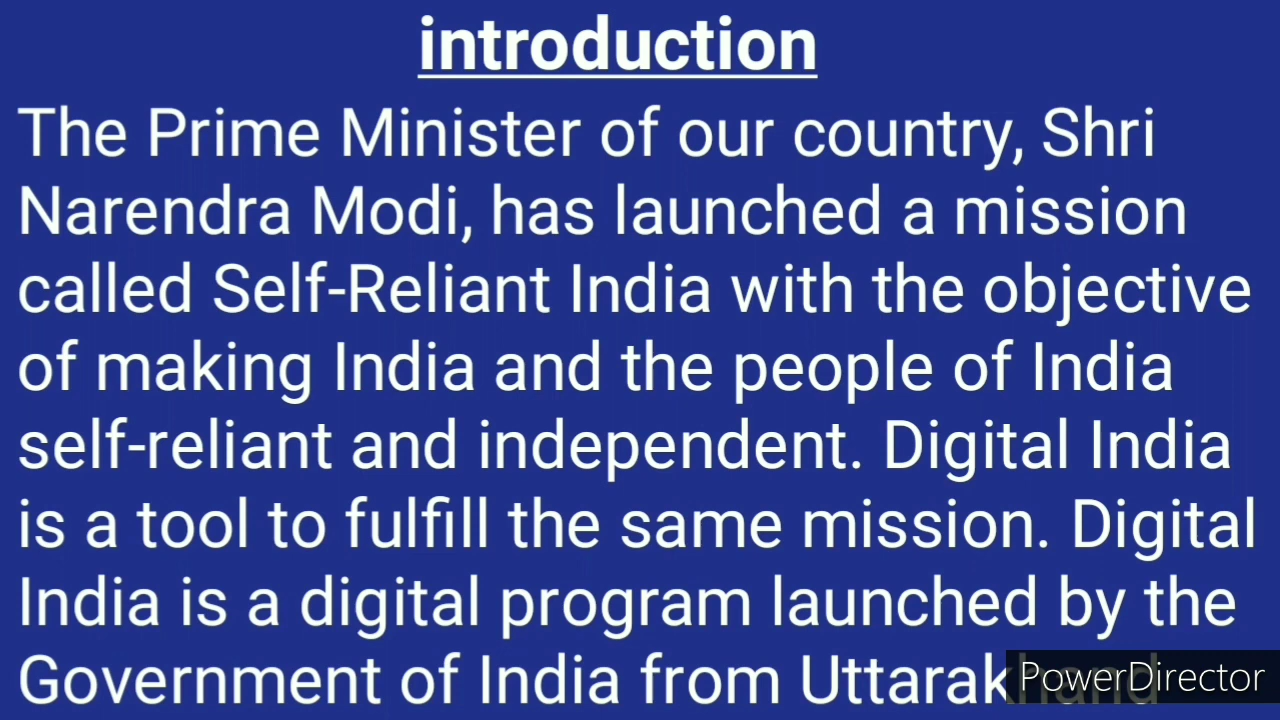 introduction
The Prime Minister of our country, Shri
Narendra Modi, has launched a mission
called Self-Reliant India with the objective
of making India and the people of India
self-reliant and independent. Digital India
is a tool to fulfill the same mission. Digital
India is a digital program launched by the
Government of India from Uttarakhand
PowerDirector